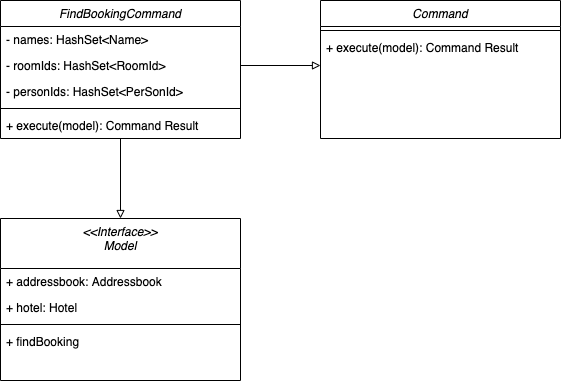 FindBookingCommand
- names: HashSet<Name>
- roomIds: HashSet<RoomId>
- personIds: HashSet<PerSonId>
+ execute(model): Command Result
Command
+ execute(model): Command Result
<<Interface>>
Model
+ addressbook: Addressbook
+ hotel: Hotel
+ findBooking